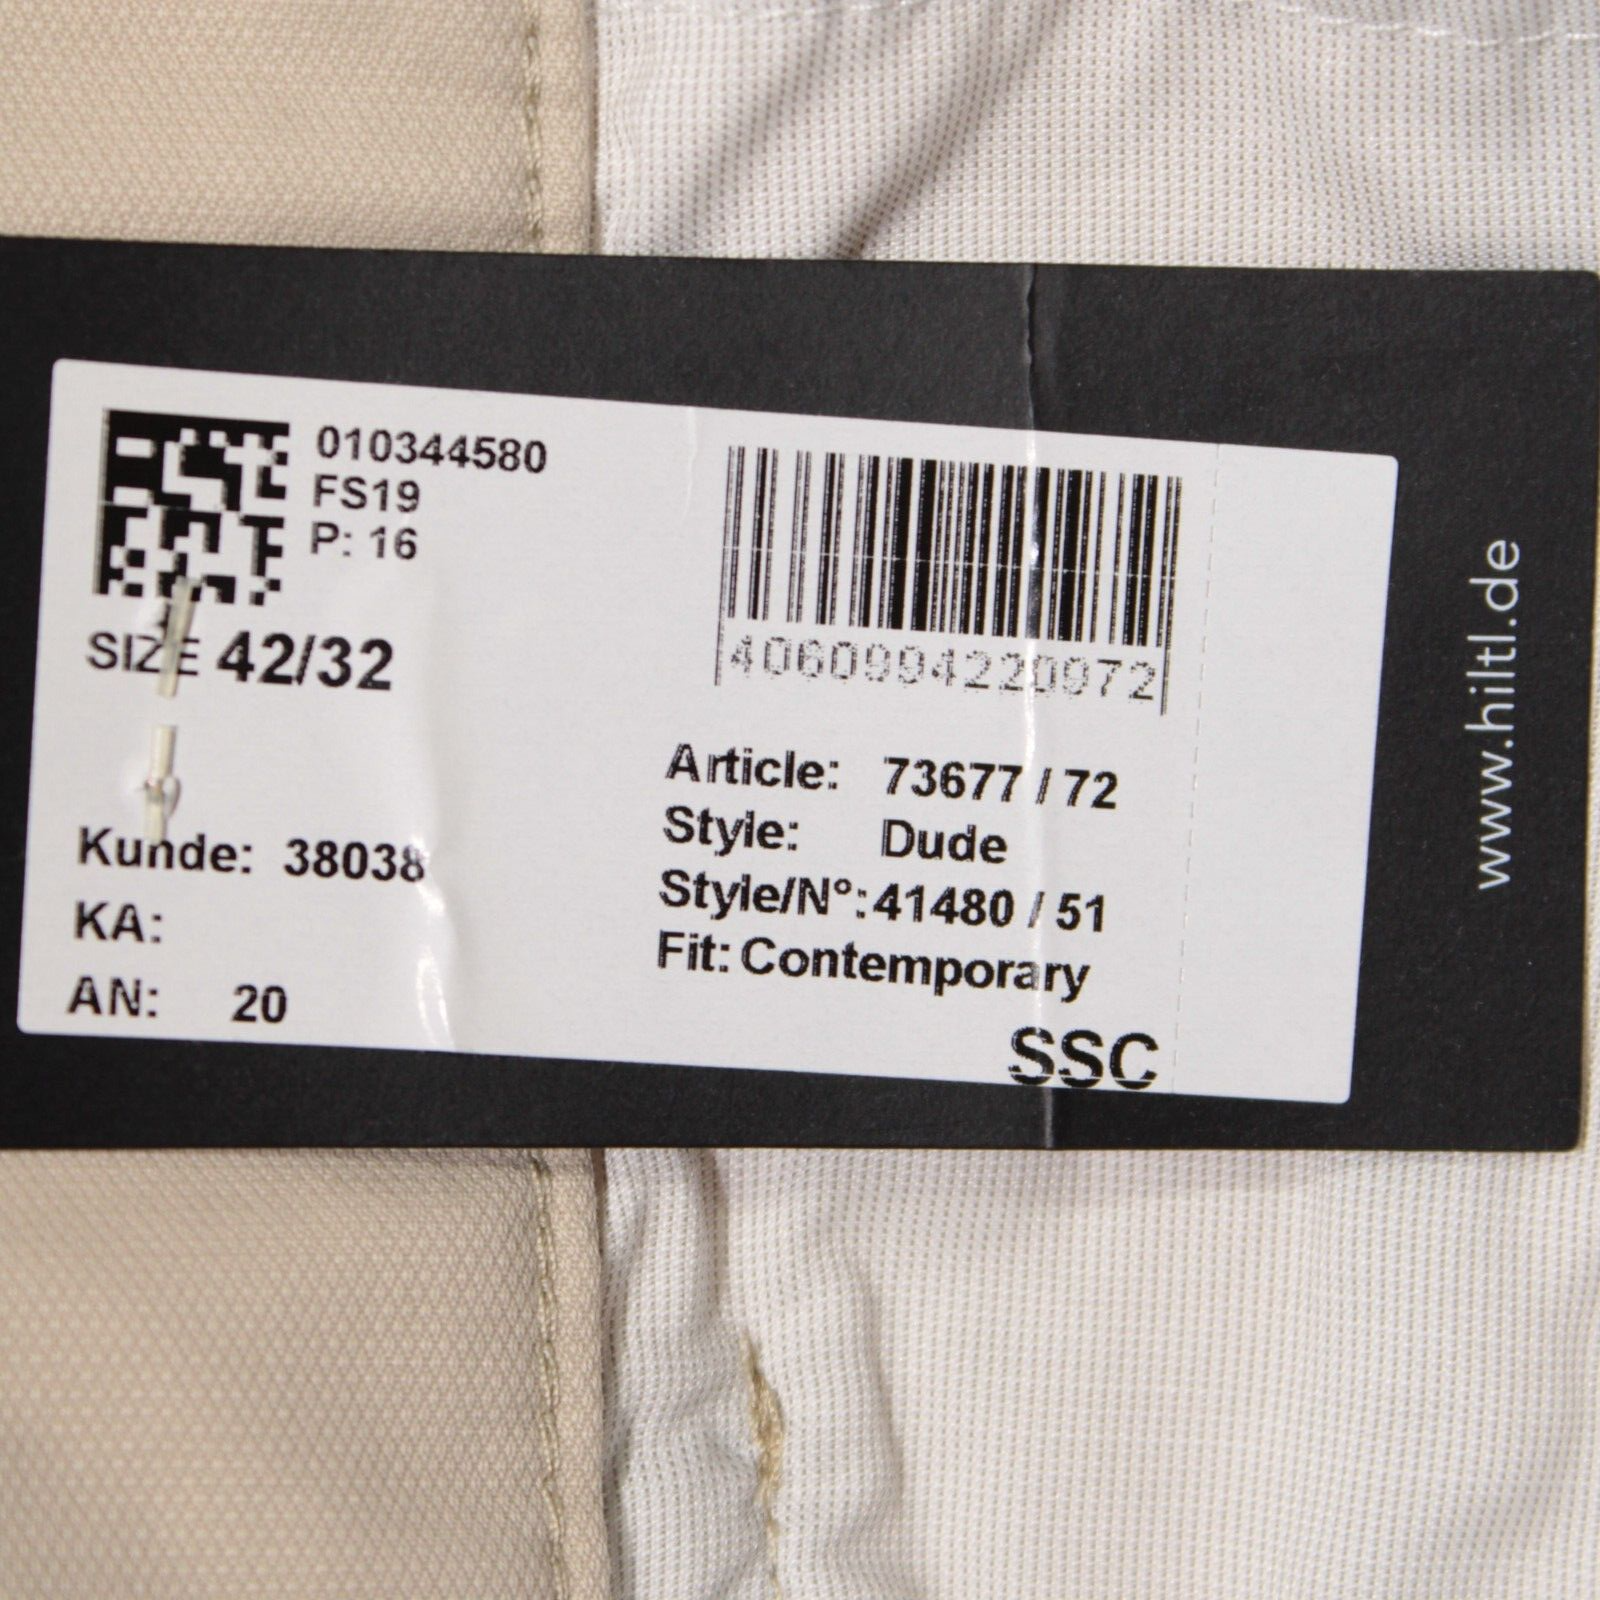 010344580
FS19
P: 16
SIZE 42/32
Kunde: 38038
KA:
AN: 20
4060994220972
Article: 73677 / 72
Style: Dude
Style/N°: 41480 / 51
Fit: Contemporary
SSC
www.hiltl.de